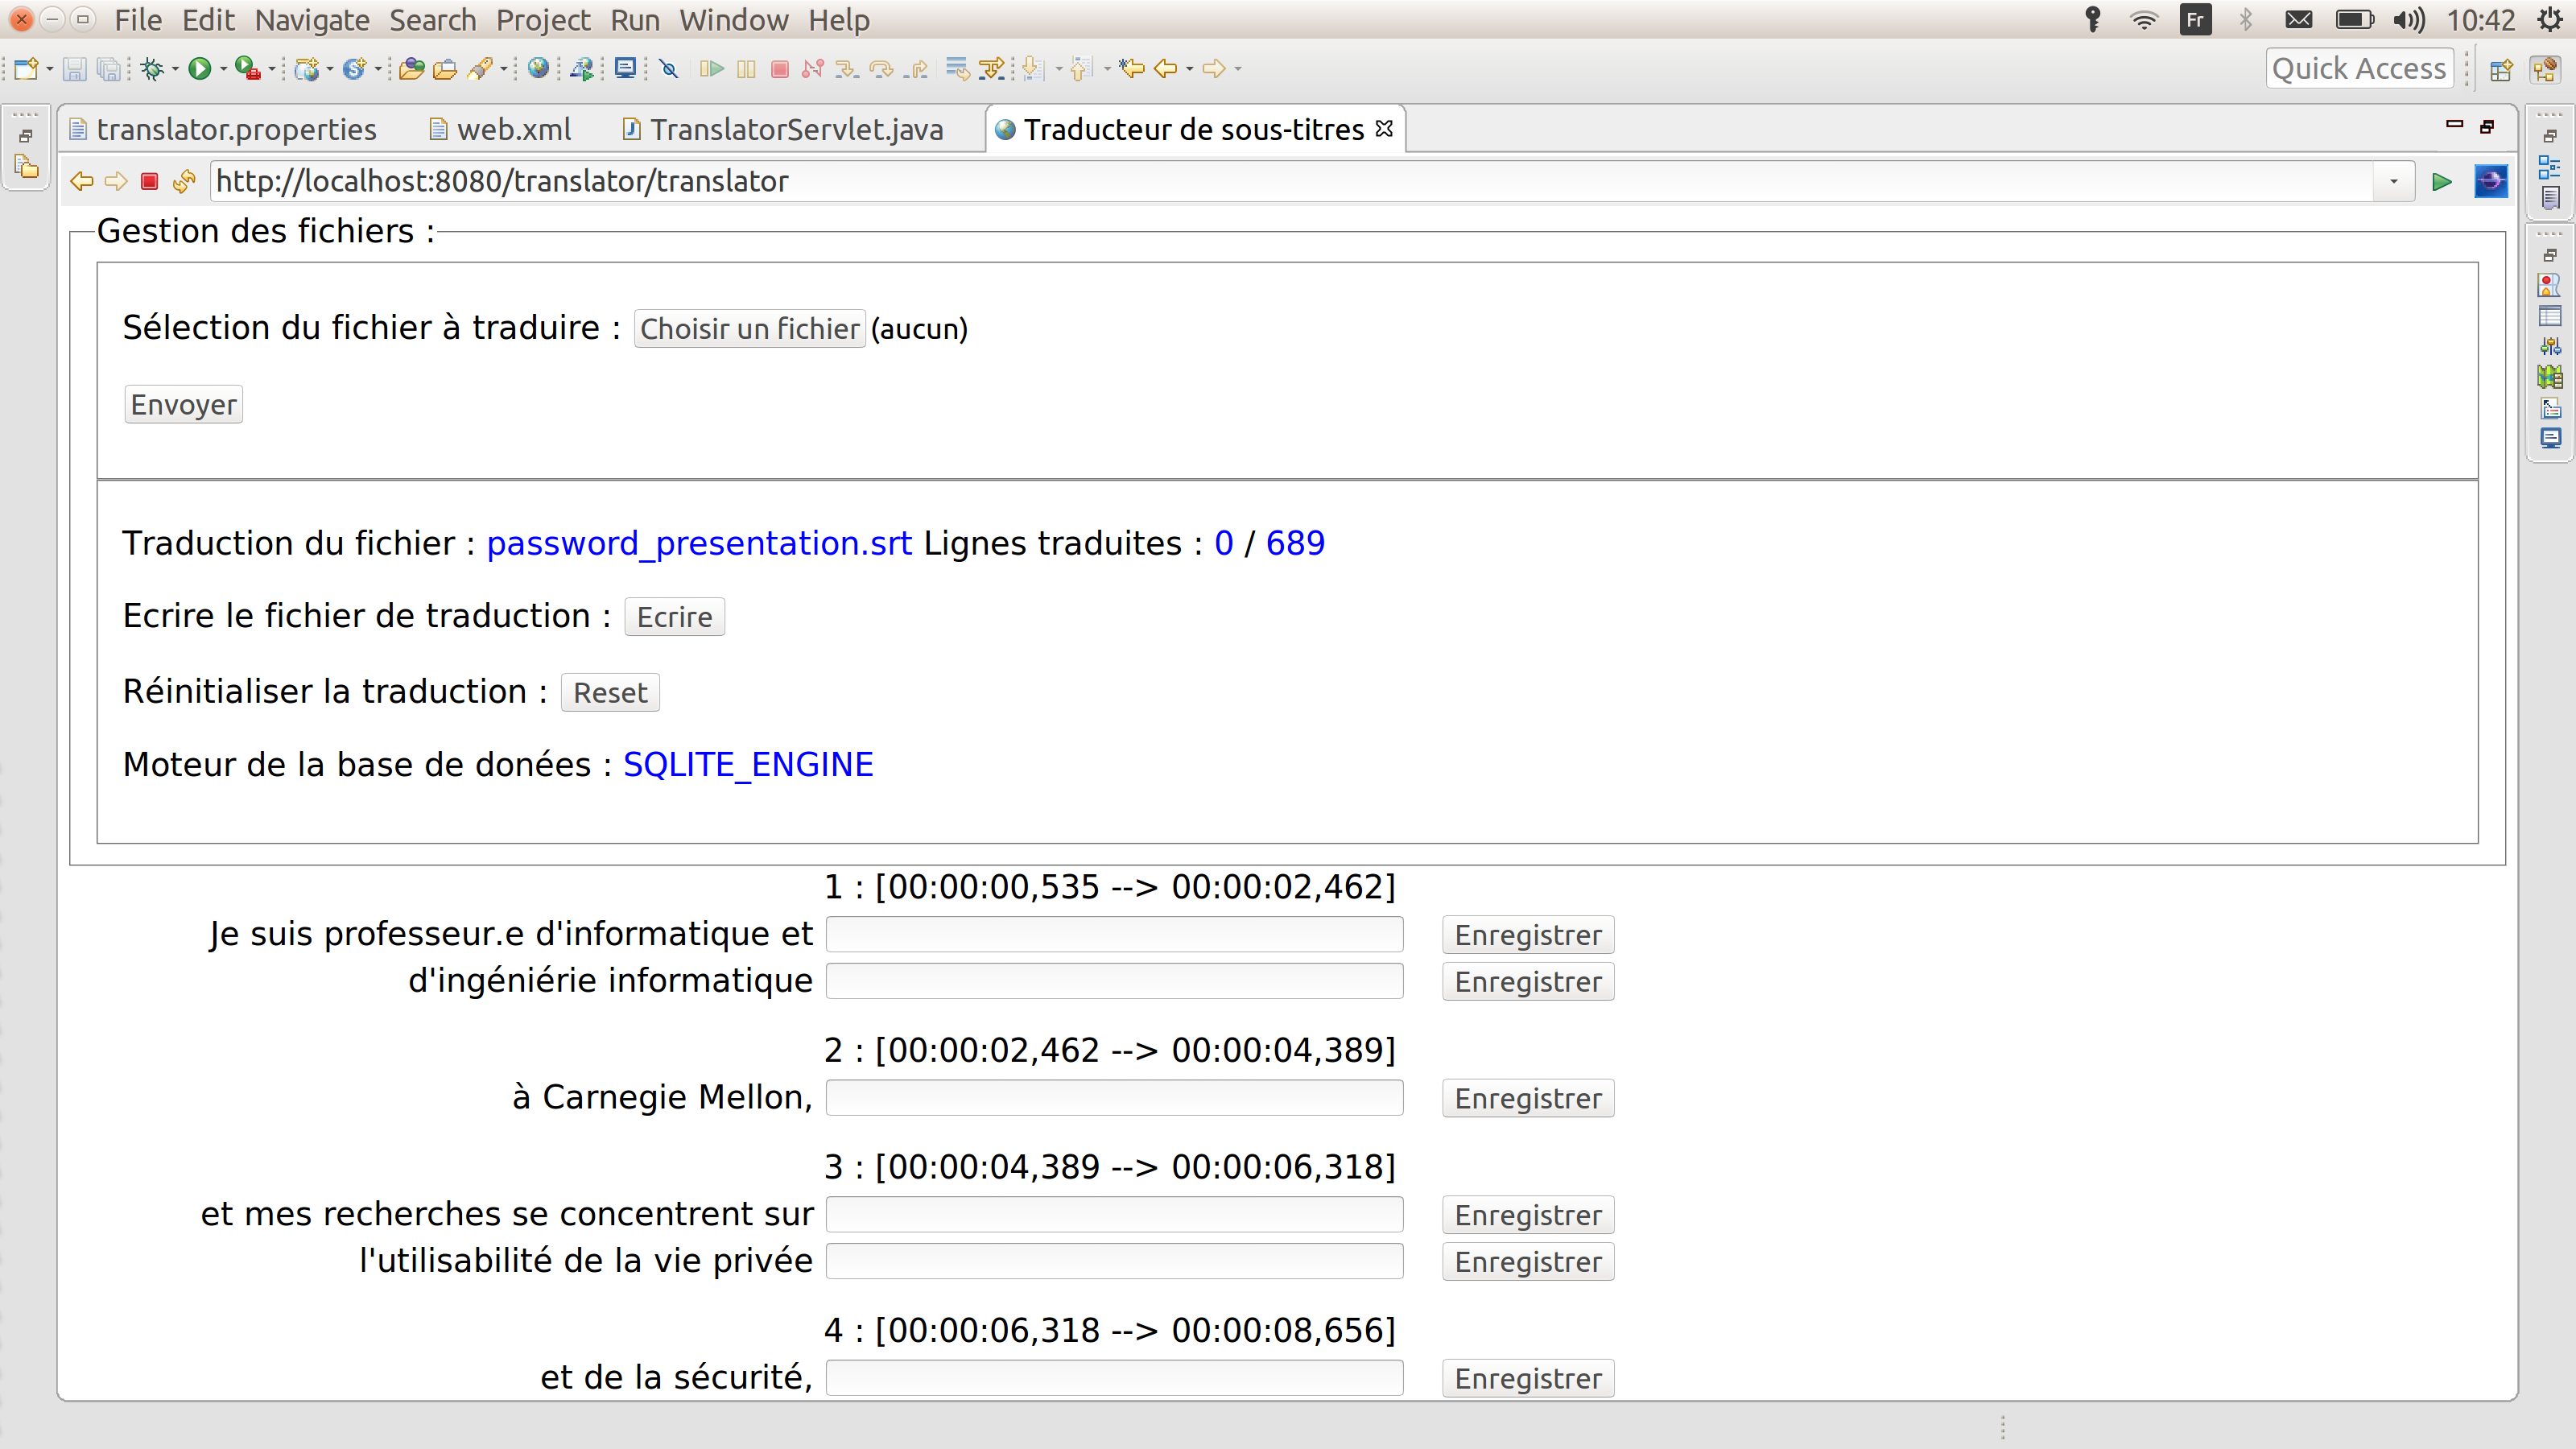 File Edit Navigate Search Project Run Window Help Fr 10:42
Quick Access
translator.properties web.xml TranslatorServlet.java Traducteur de sous-titres
http://localhost:8080/translator/translator
Gestion des fichiers :
Sélection du fichier à traduire : Choisir un fichier (aucun)
Envoyer
Traduction du fichier : password_presentation.srt Lignes traduites : 0 / 689
Ecrire le fichier de traduction : Ecrire
Réinitialiser la traduction : Reset
Moteur de la base de donées : SQLITE_ENGINE
1 : [00:00:00,535 --> 00:00:02,462]
Je suis professeur.e d'informatique et Enregistrer
d'ingéniérie informatique Enregistrer
2 : [00:00:02,462 --> 00:00:04,389]
à Carnegie Mellon, Enregistrer
3 : [00:00:04,389 --> 00:00:06,318]
et mes recherches se concentrent sur Enregistrer
l'utilisabilité de la vie privée Enregistrer
4 : [00:00:06,318 --> 00:00:08,656]
et de la sécurité, Enregistrer